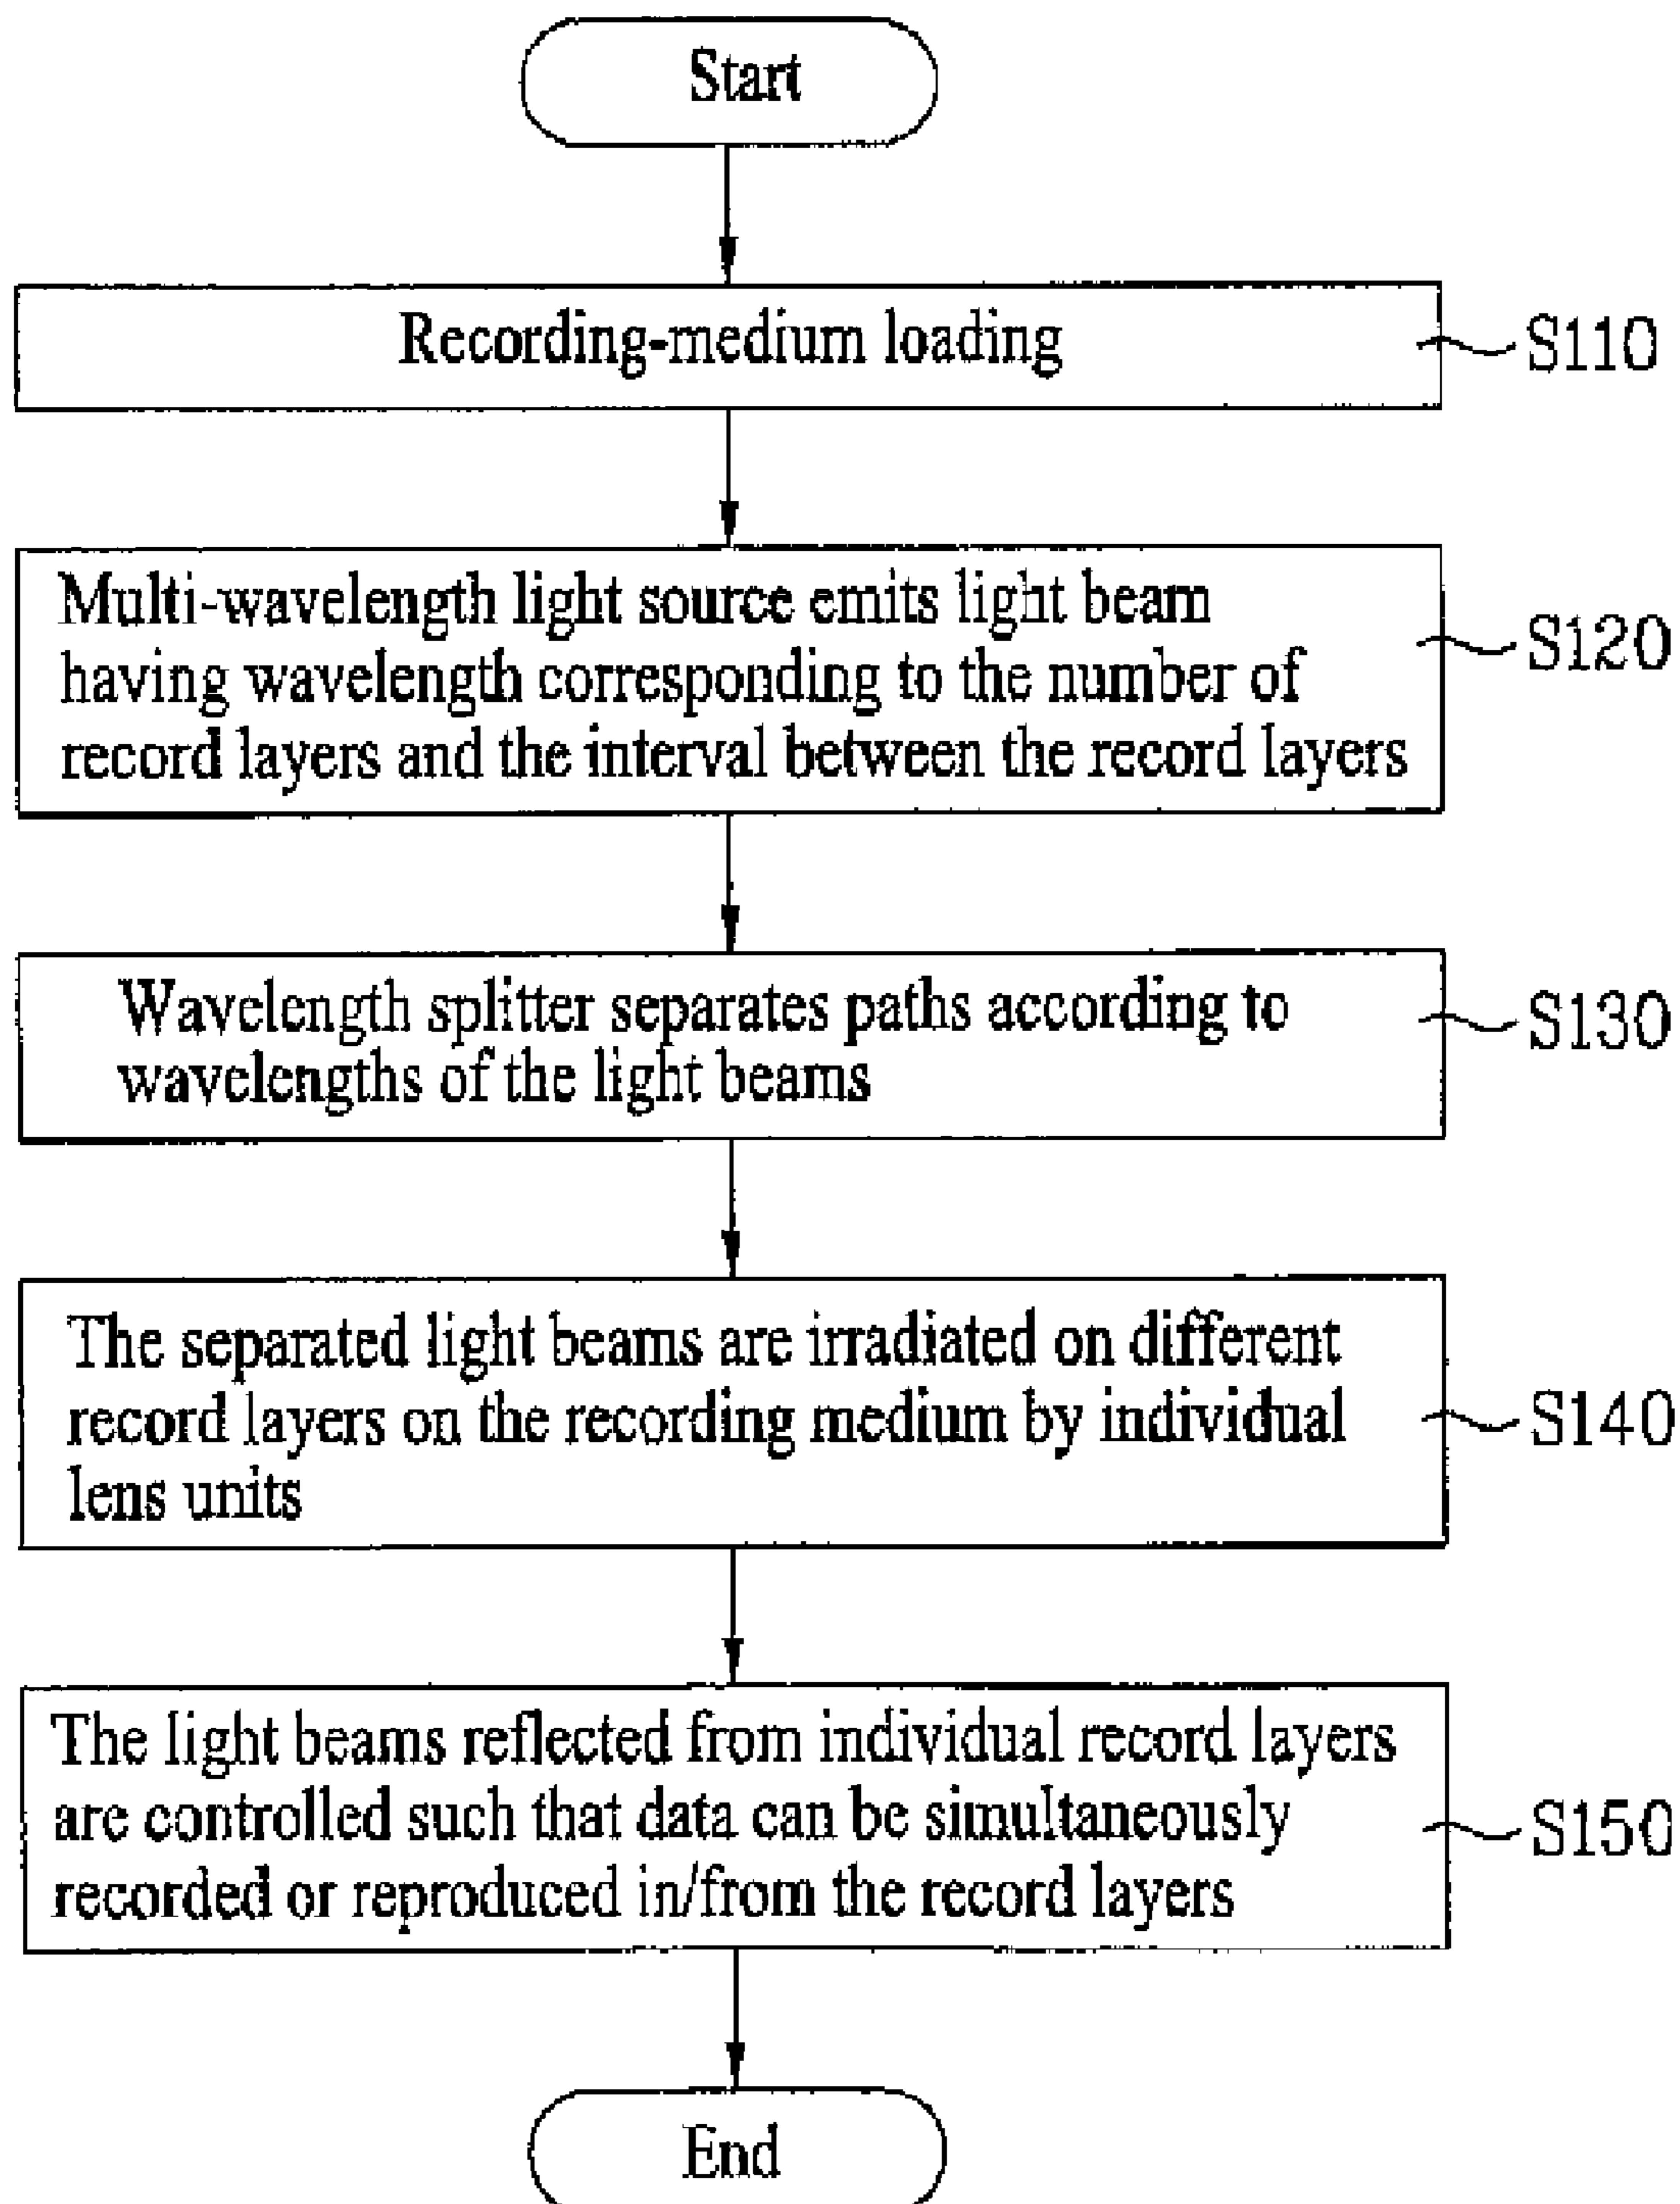 Start
Recording-medium loading
S110
Multi-wavelength light source emits light beam
having wavelength corresponding to the number of
record layers and the interval between the record layers
S120
Wavelength splitter separates paths according to
wavelengths of the light beams
S130
The separated light beams are irradiated on different
record layers on the recording medium by individual
lens units
S140
The light beams reflected from individual record layers
are controlled such that data can be simultaneously
recorded or reproduced in/from the record layers
S150
End